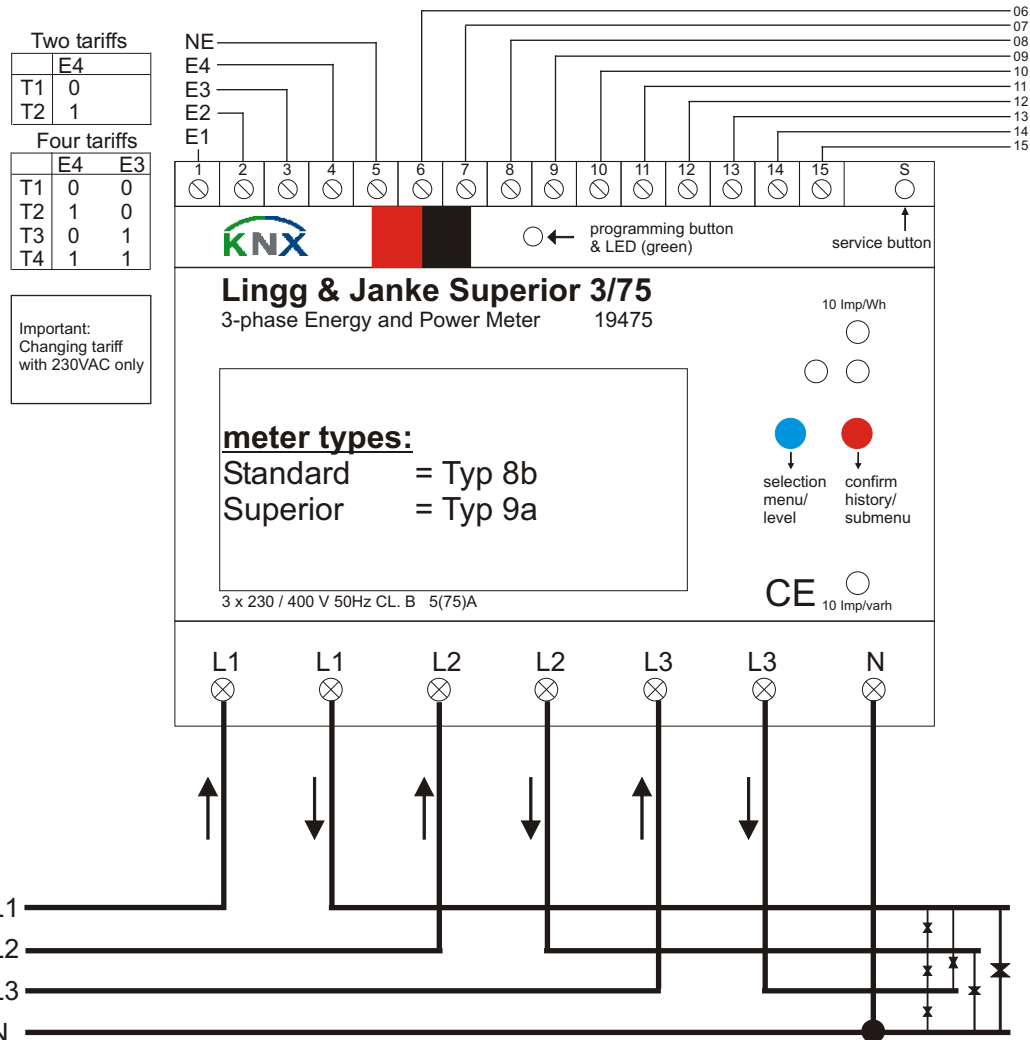 Two tariffs
E4
T1 0
T2 1
Four tariffs
E4 E3
T1 0 0
T2 1 0
T3 0 1
T4 1 1
Important:
Changing tariff
with 230VAC only
NE
E4
E3
E2
E1
06
07
08
09
10
11
12
13
14
15
1 2 3 4 5 6 7 8 9 10 11 12 13 14 15 S
KNX
programming button
& LED (green)
service button
Lingg & Janke Superior 3/75
3-phase Energy and Power Meter 19475
10 Imp/Wh
meter types:
Standard = Typ 8b
Superior = Typ 9a
selection
menu/
level
confirm
history/
submenu
3 x 230 / 400 V 50Hz CL. B 5(75)A
CE
10 Imp/varh
L1 L1 L2 L2 L3 L3 N
L1
L2
L3
N